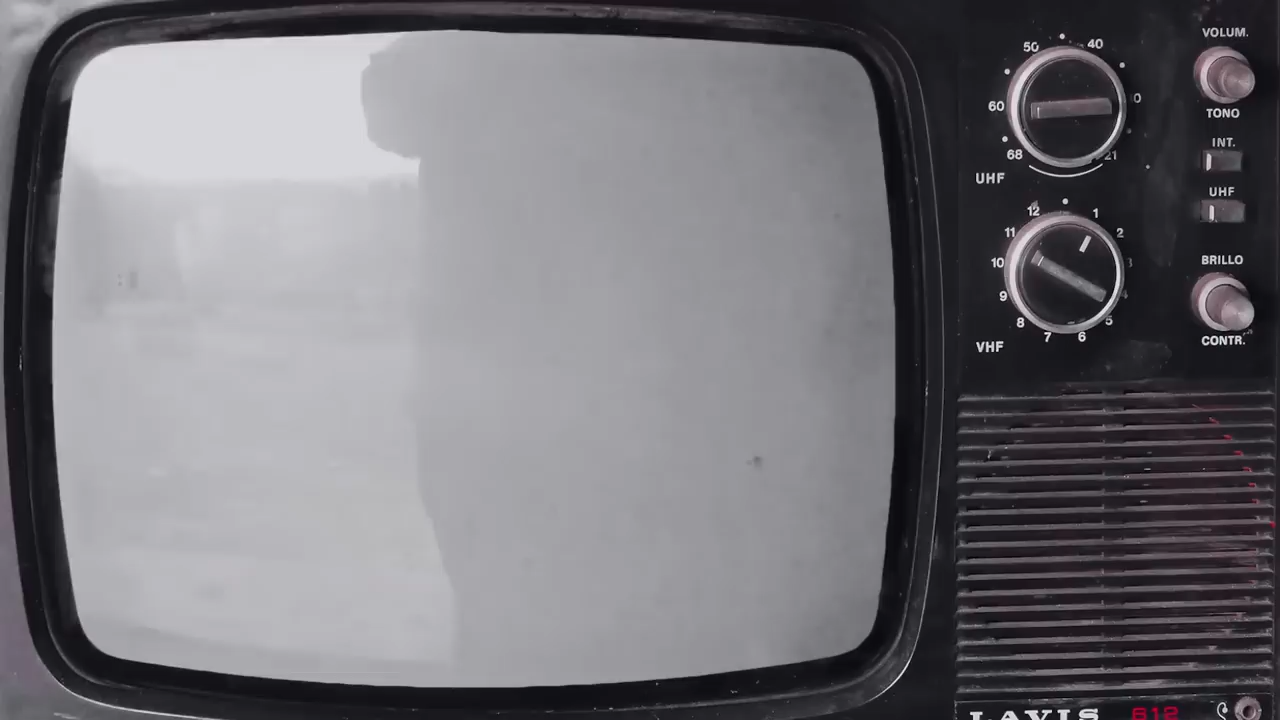 VOLUM.
50 40
60 0
TONO
68 21
INT.
UHF
UHF
12 1
11 2
10 3
BRILLO
9 4
8 5
7 6
VHF
CONTR.
LAVIS 612